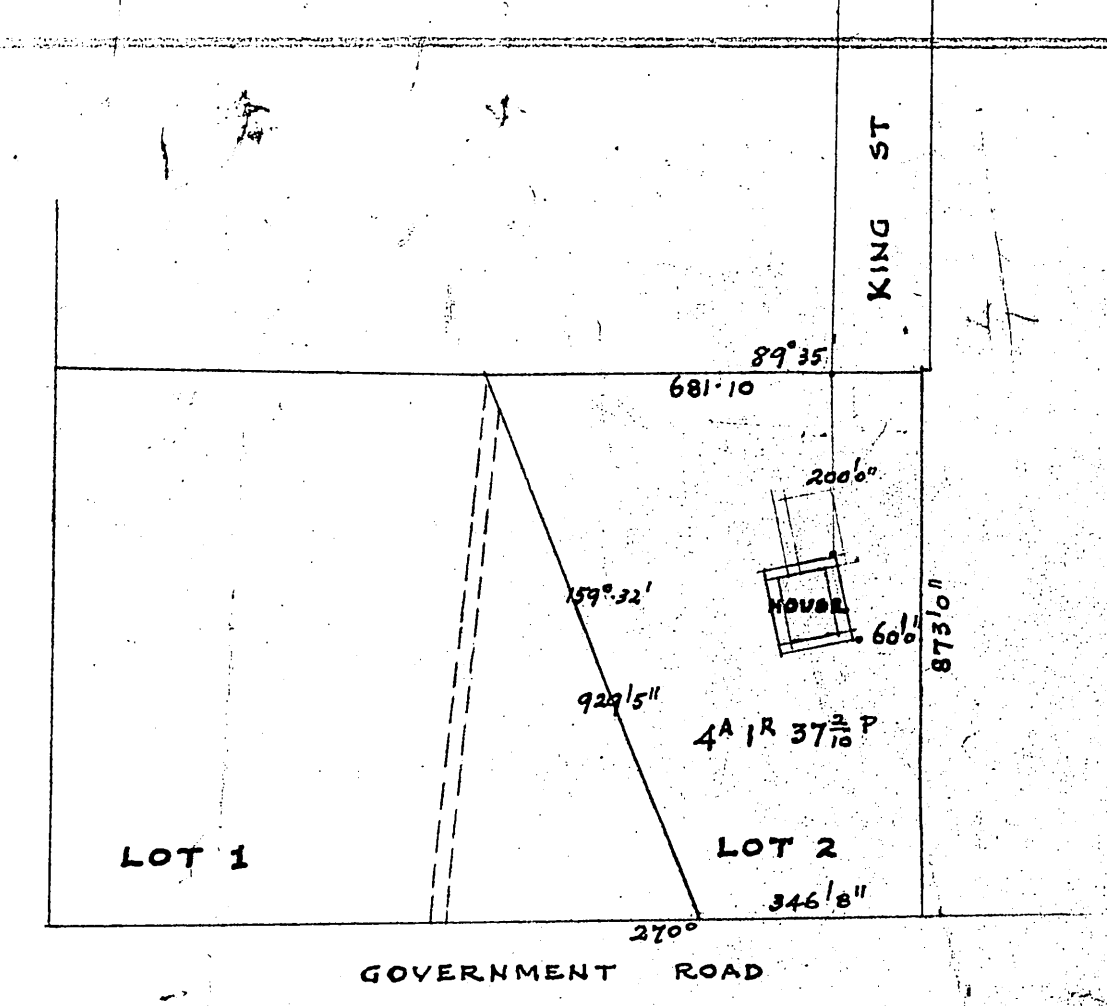 KING ST
89°35
681·10
200'0"
HOUSE
159°·32'
60'0"
873'0"
929'5"
4ᴬ 1ᴿ 37 2/10 ᴾ
LOT 1
LOT 2
346'8"
270°
GOVERNMENT ROAD